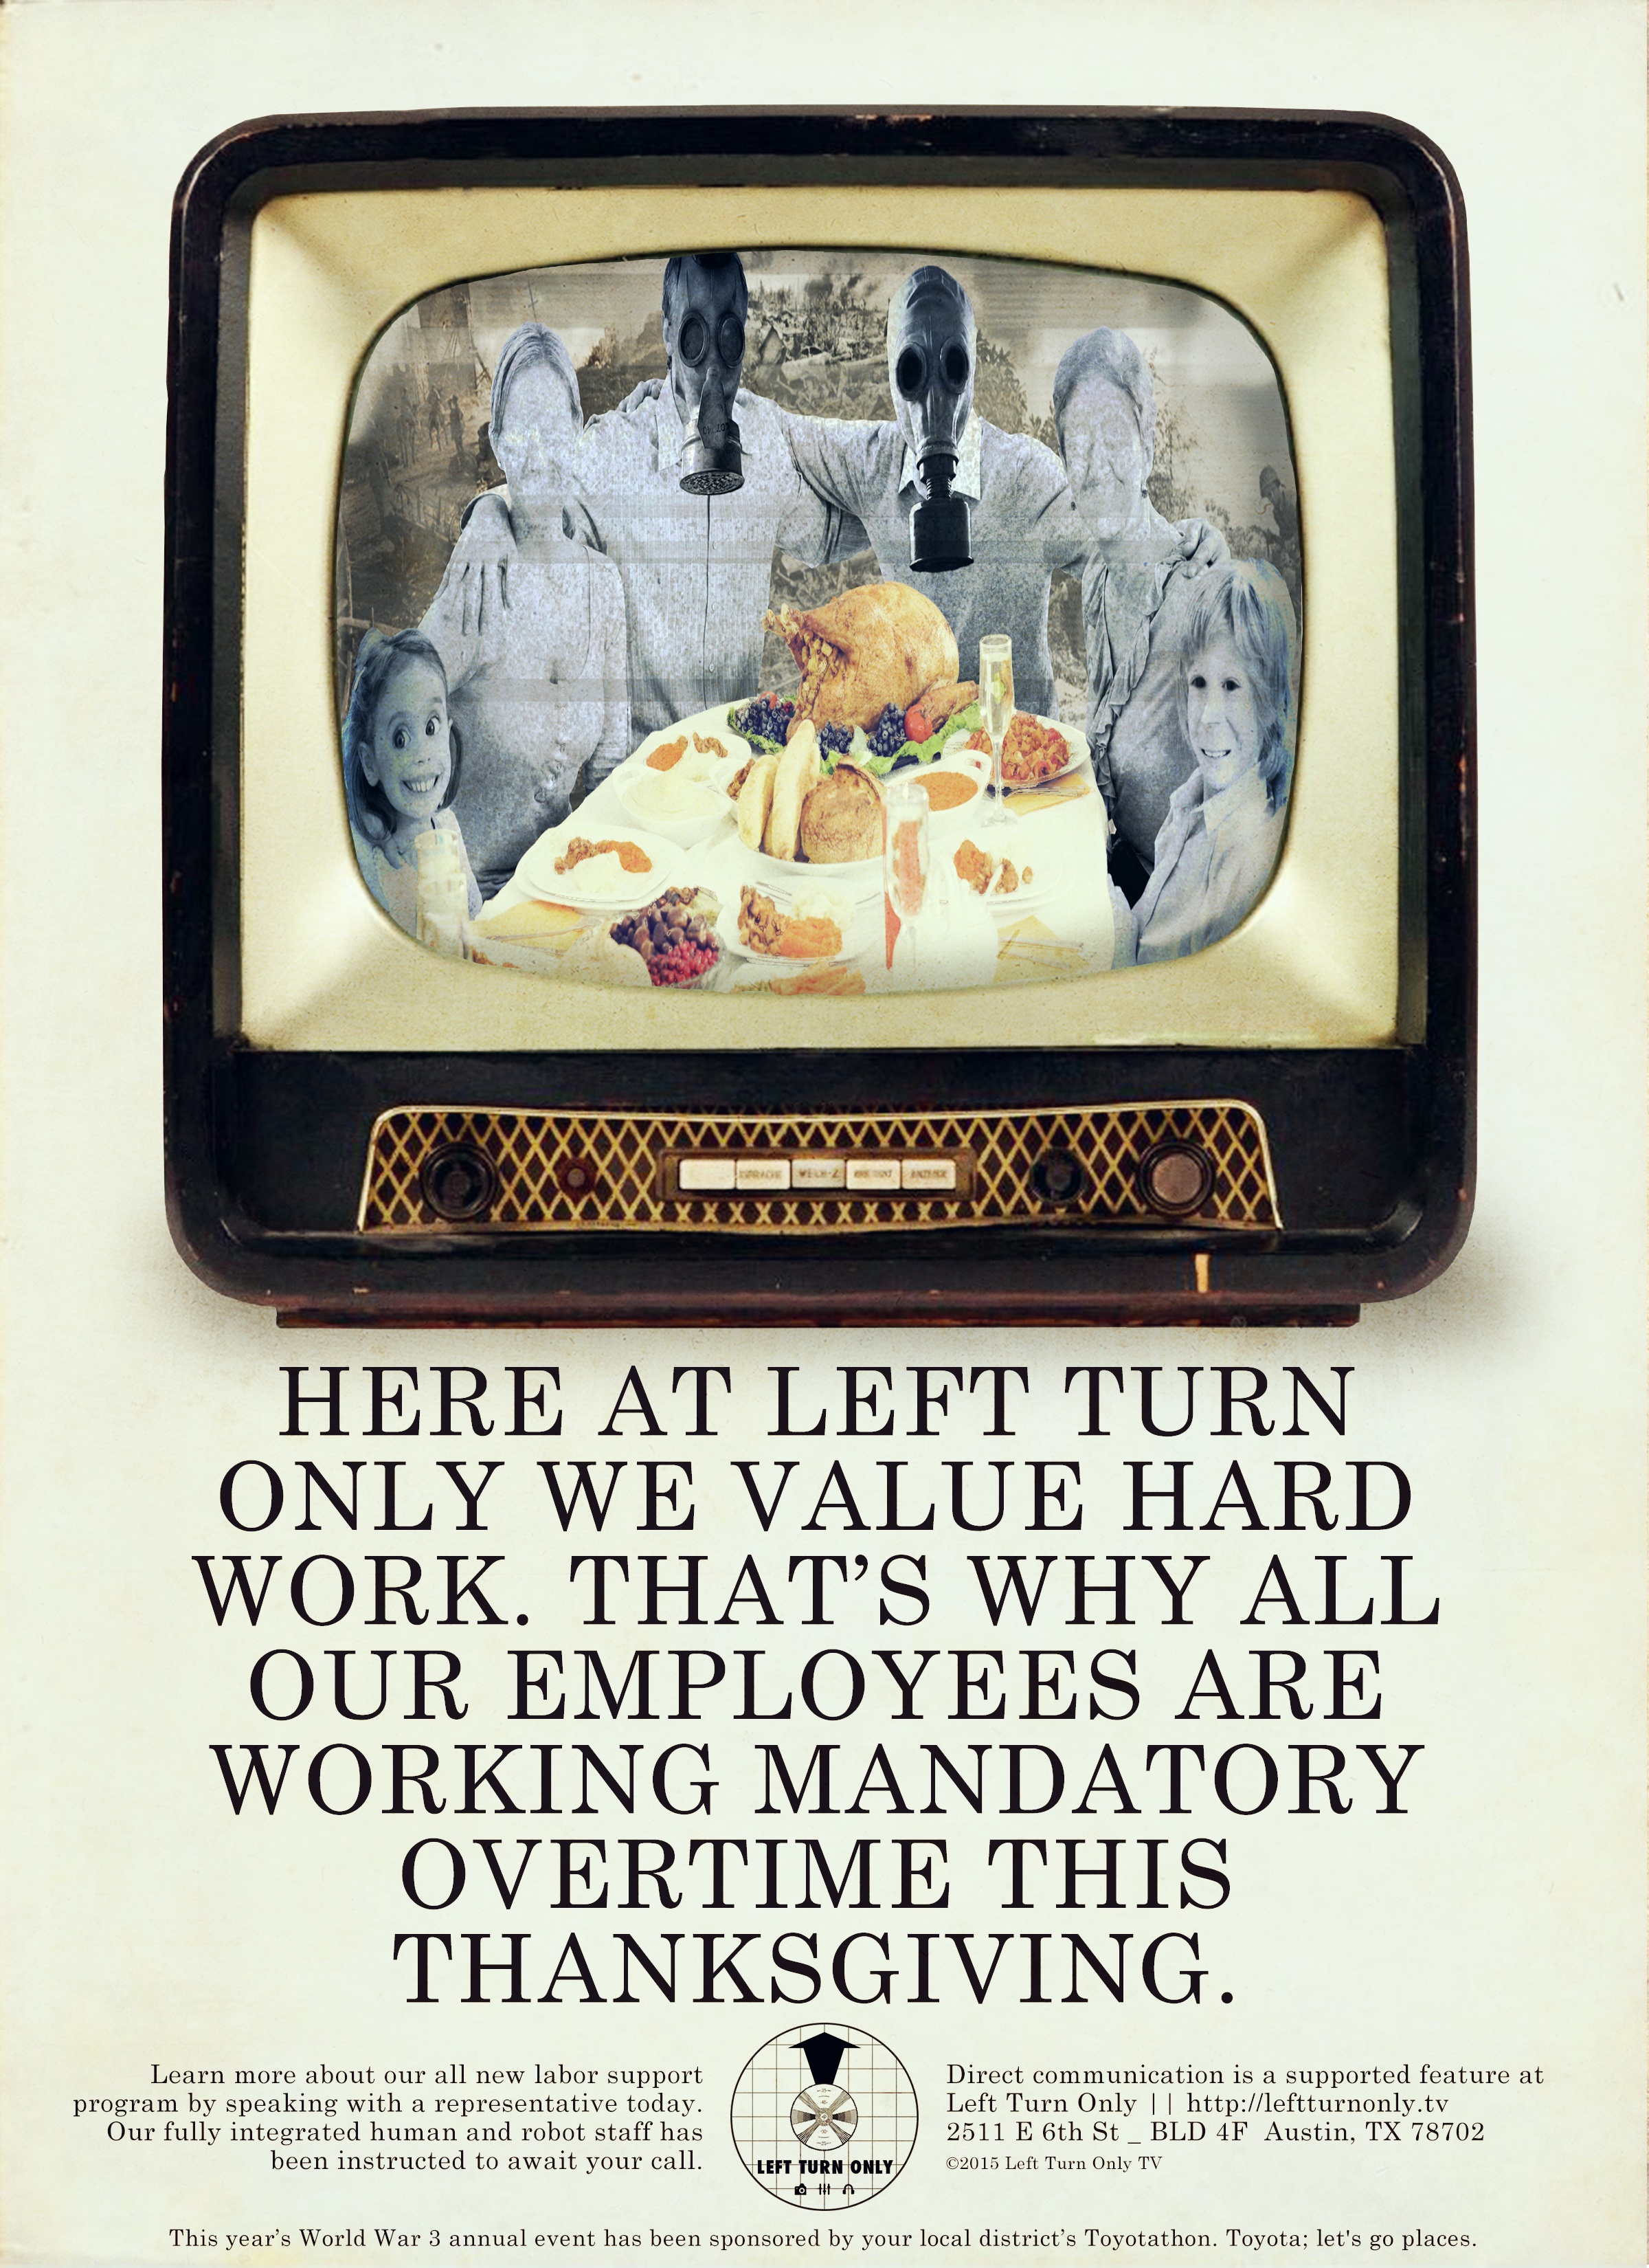 HERE AT LEFT TURN
ONLY WE VALUE HARD
WORK. THAT’S WHY ALL
OUR EMPLOYEES ARE
WORKING MANDATORY
OVERTIME THIS
THANKSGIVING.
Learn more about our all new labor support
program by speaking with a representative today.
Our fully integrated human and robot staff has
been instructed to await your call.
LEFT TURN ONLY
Direct communication is a supported feature at
Left Turn Only || http://leftturnonly.tv
2511 E 6th St _ BLD 4F  Austin, TX 78702
©2015 Left Turn Only TV
This year’s World War 3 annual event has been sponsored by your local district’s Toyotathon. Toyota; let's go places.